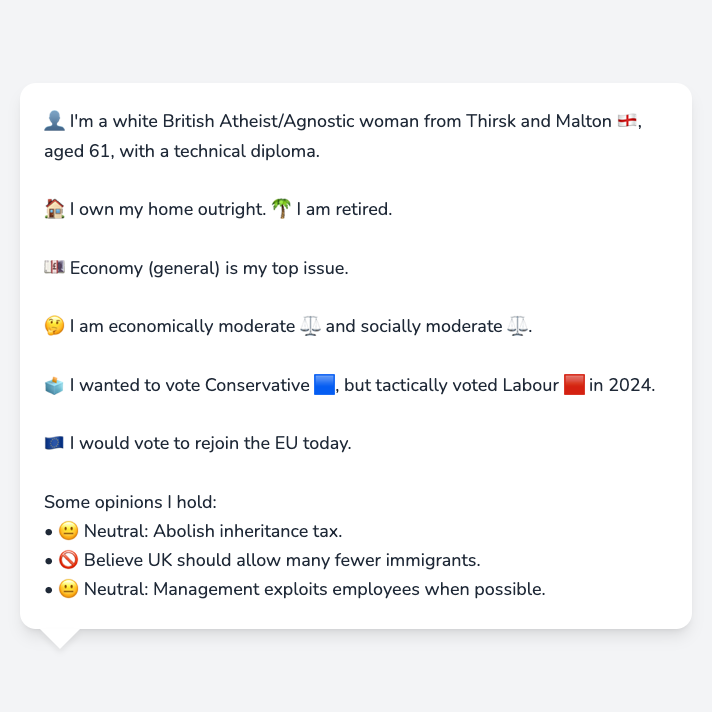 👤 I'm a white British Atheist/Agnostic woman from Thirsk and Malton 🏴󠁧󠁢󠁥󠁮󠁧󠁿,
aged 61, with a technical diploma.
🏠 I own my home outright. 🌴 I am retired.
💷 Economy (general) is my top issue.
🤔 I am economically moderate ⚖️ and socially moderate ⚖️.
🗳️ I wanted to vote Conservative 🟦, but tactically voted Labour 🟥 in 2024.
🇪🇺 I would vote to rejoin the EU today.
Some opinions I hold:
• 😐 Neutral: Abolish inheritance tax.
• 🚫 Believe UK should allow many fewer immigrants.
• 😐 Neutral: Management exploits employees when possible.